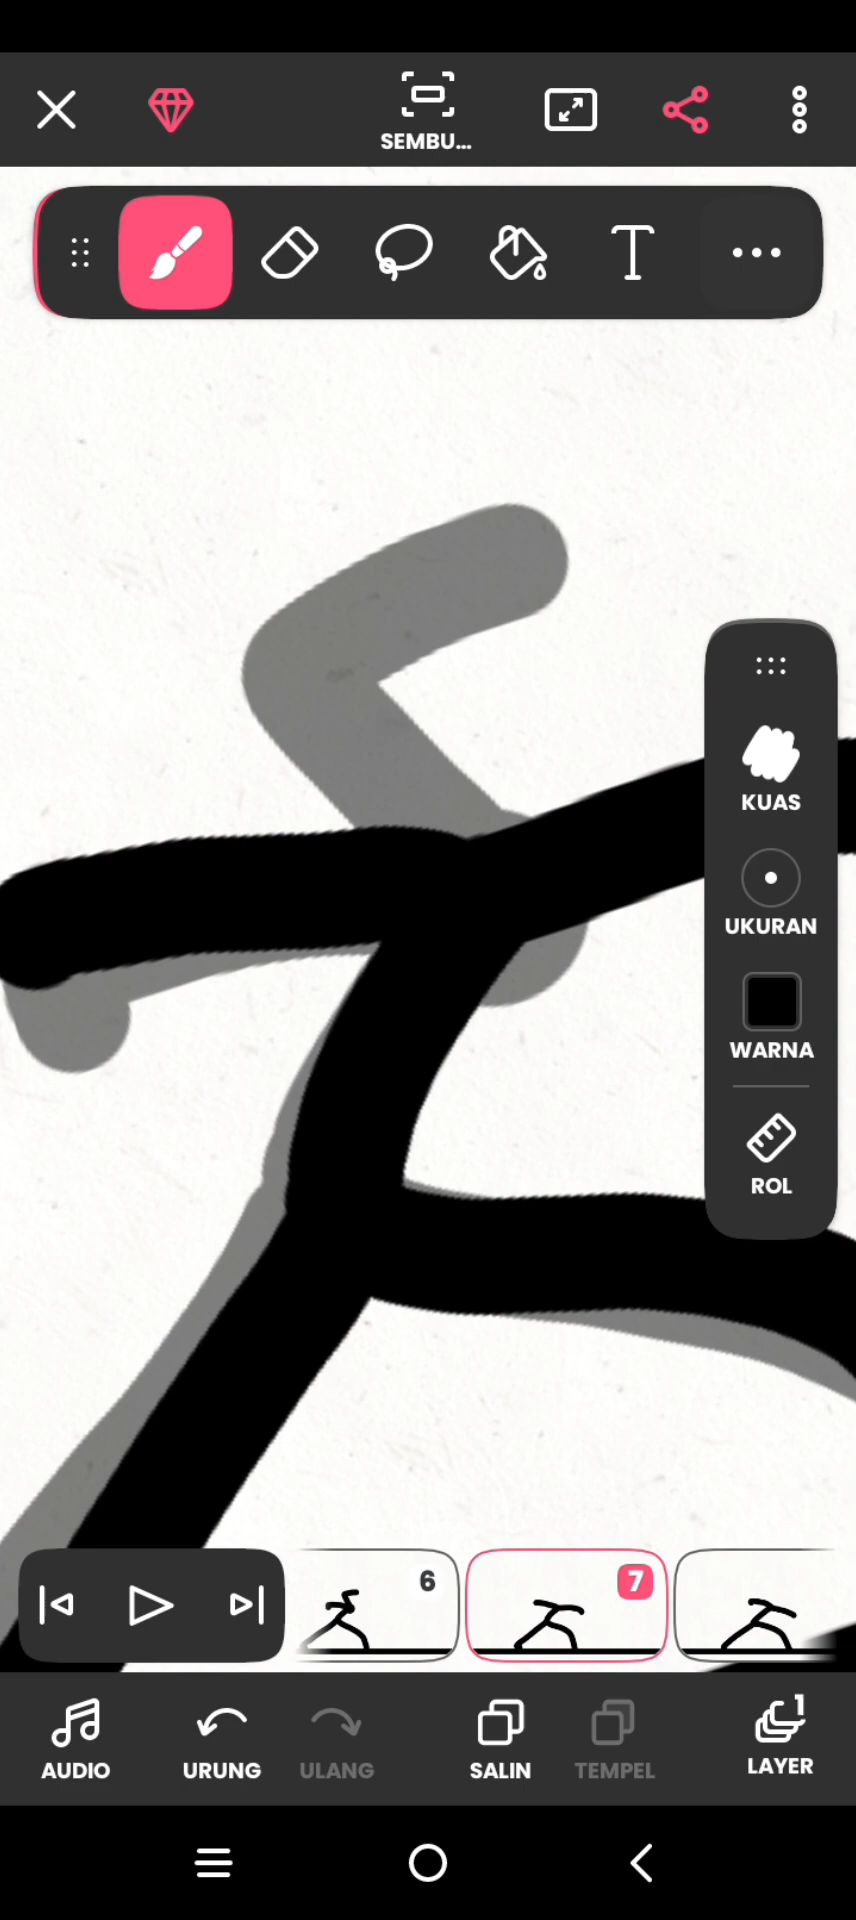 SEMBU...
KUAS
UKURAN
WARNA
ROL
6
7
AUDIO
URUNG
ULANG
SALIN
TEMPEL
1
LAYER